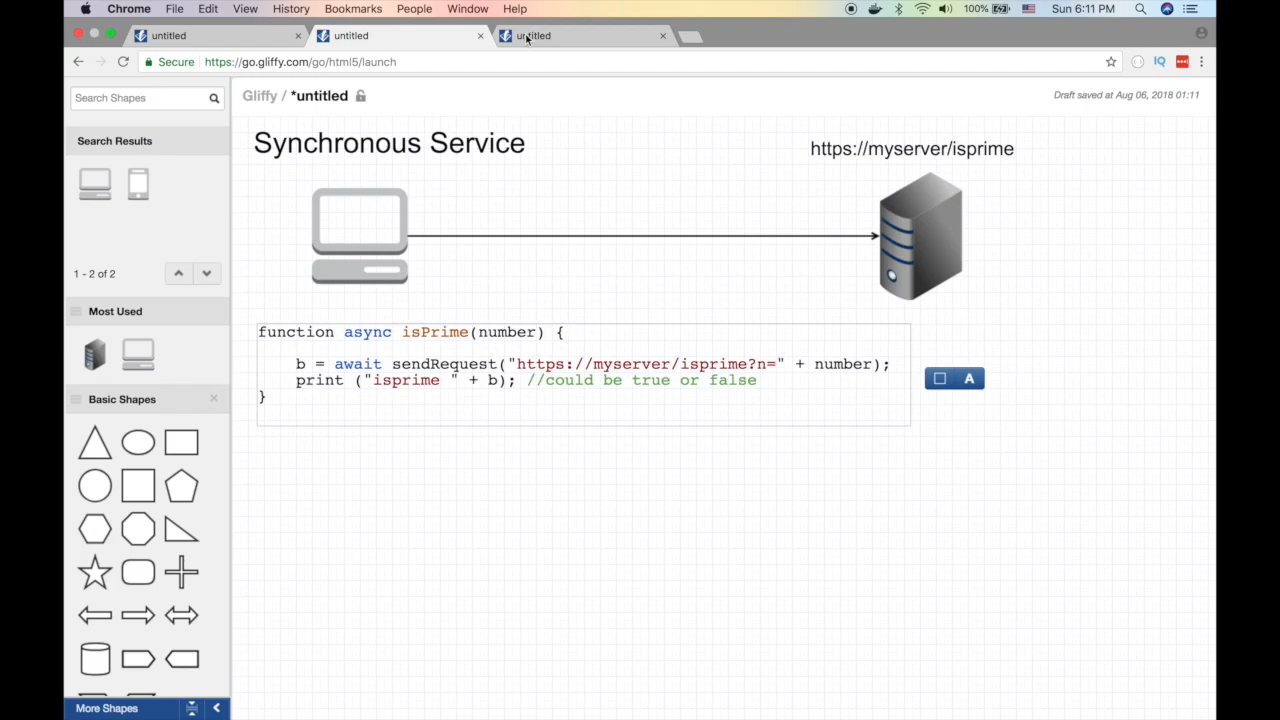 Chrome File Edit View History Bookmarks People Window Help 100% Sun 6:11 PM
untitled untitled untitled
Secure https://go.gliffy.com/go/html5/launch IQ
Search Shapes
Gliffy / *untitled Draft saved at Aug 06, 2018 01:11
Search Results
Synchronous Service
https://myserver/isprime
1 - 2 of 2
Most Used
function async isPrime(number) {
b = await sendRequest("https://myserver/isprime?n=" + number);
print ("isprime " + b); //could be true or false
}
A
Basic Shapes
More Shapes